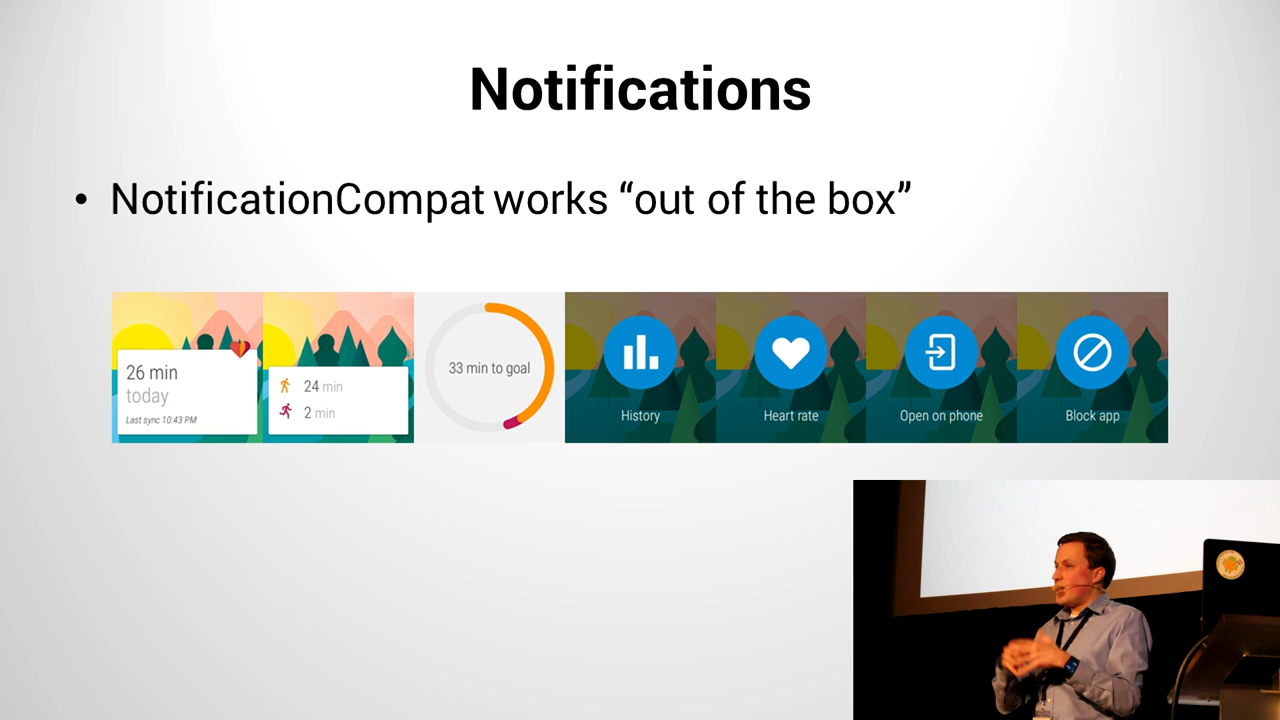 Notifications
• NotificationCompat works “out of the box”
26 min
today
Last sync 10:43 PM
24 min
2 min
33 min to goal
History
Heart rate
Open on phone
Block app